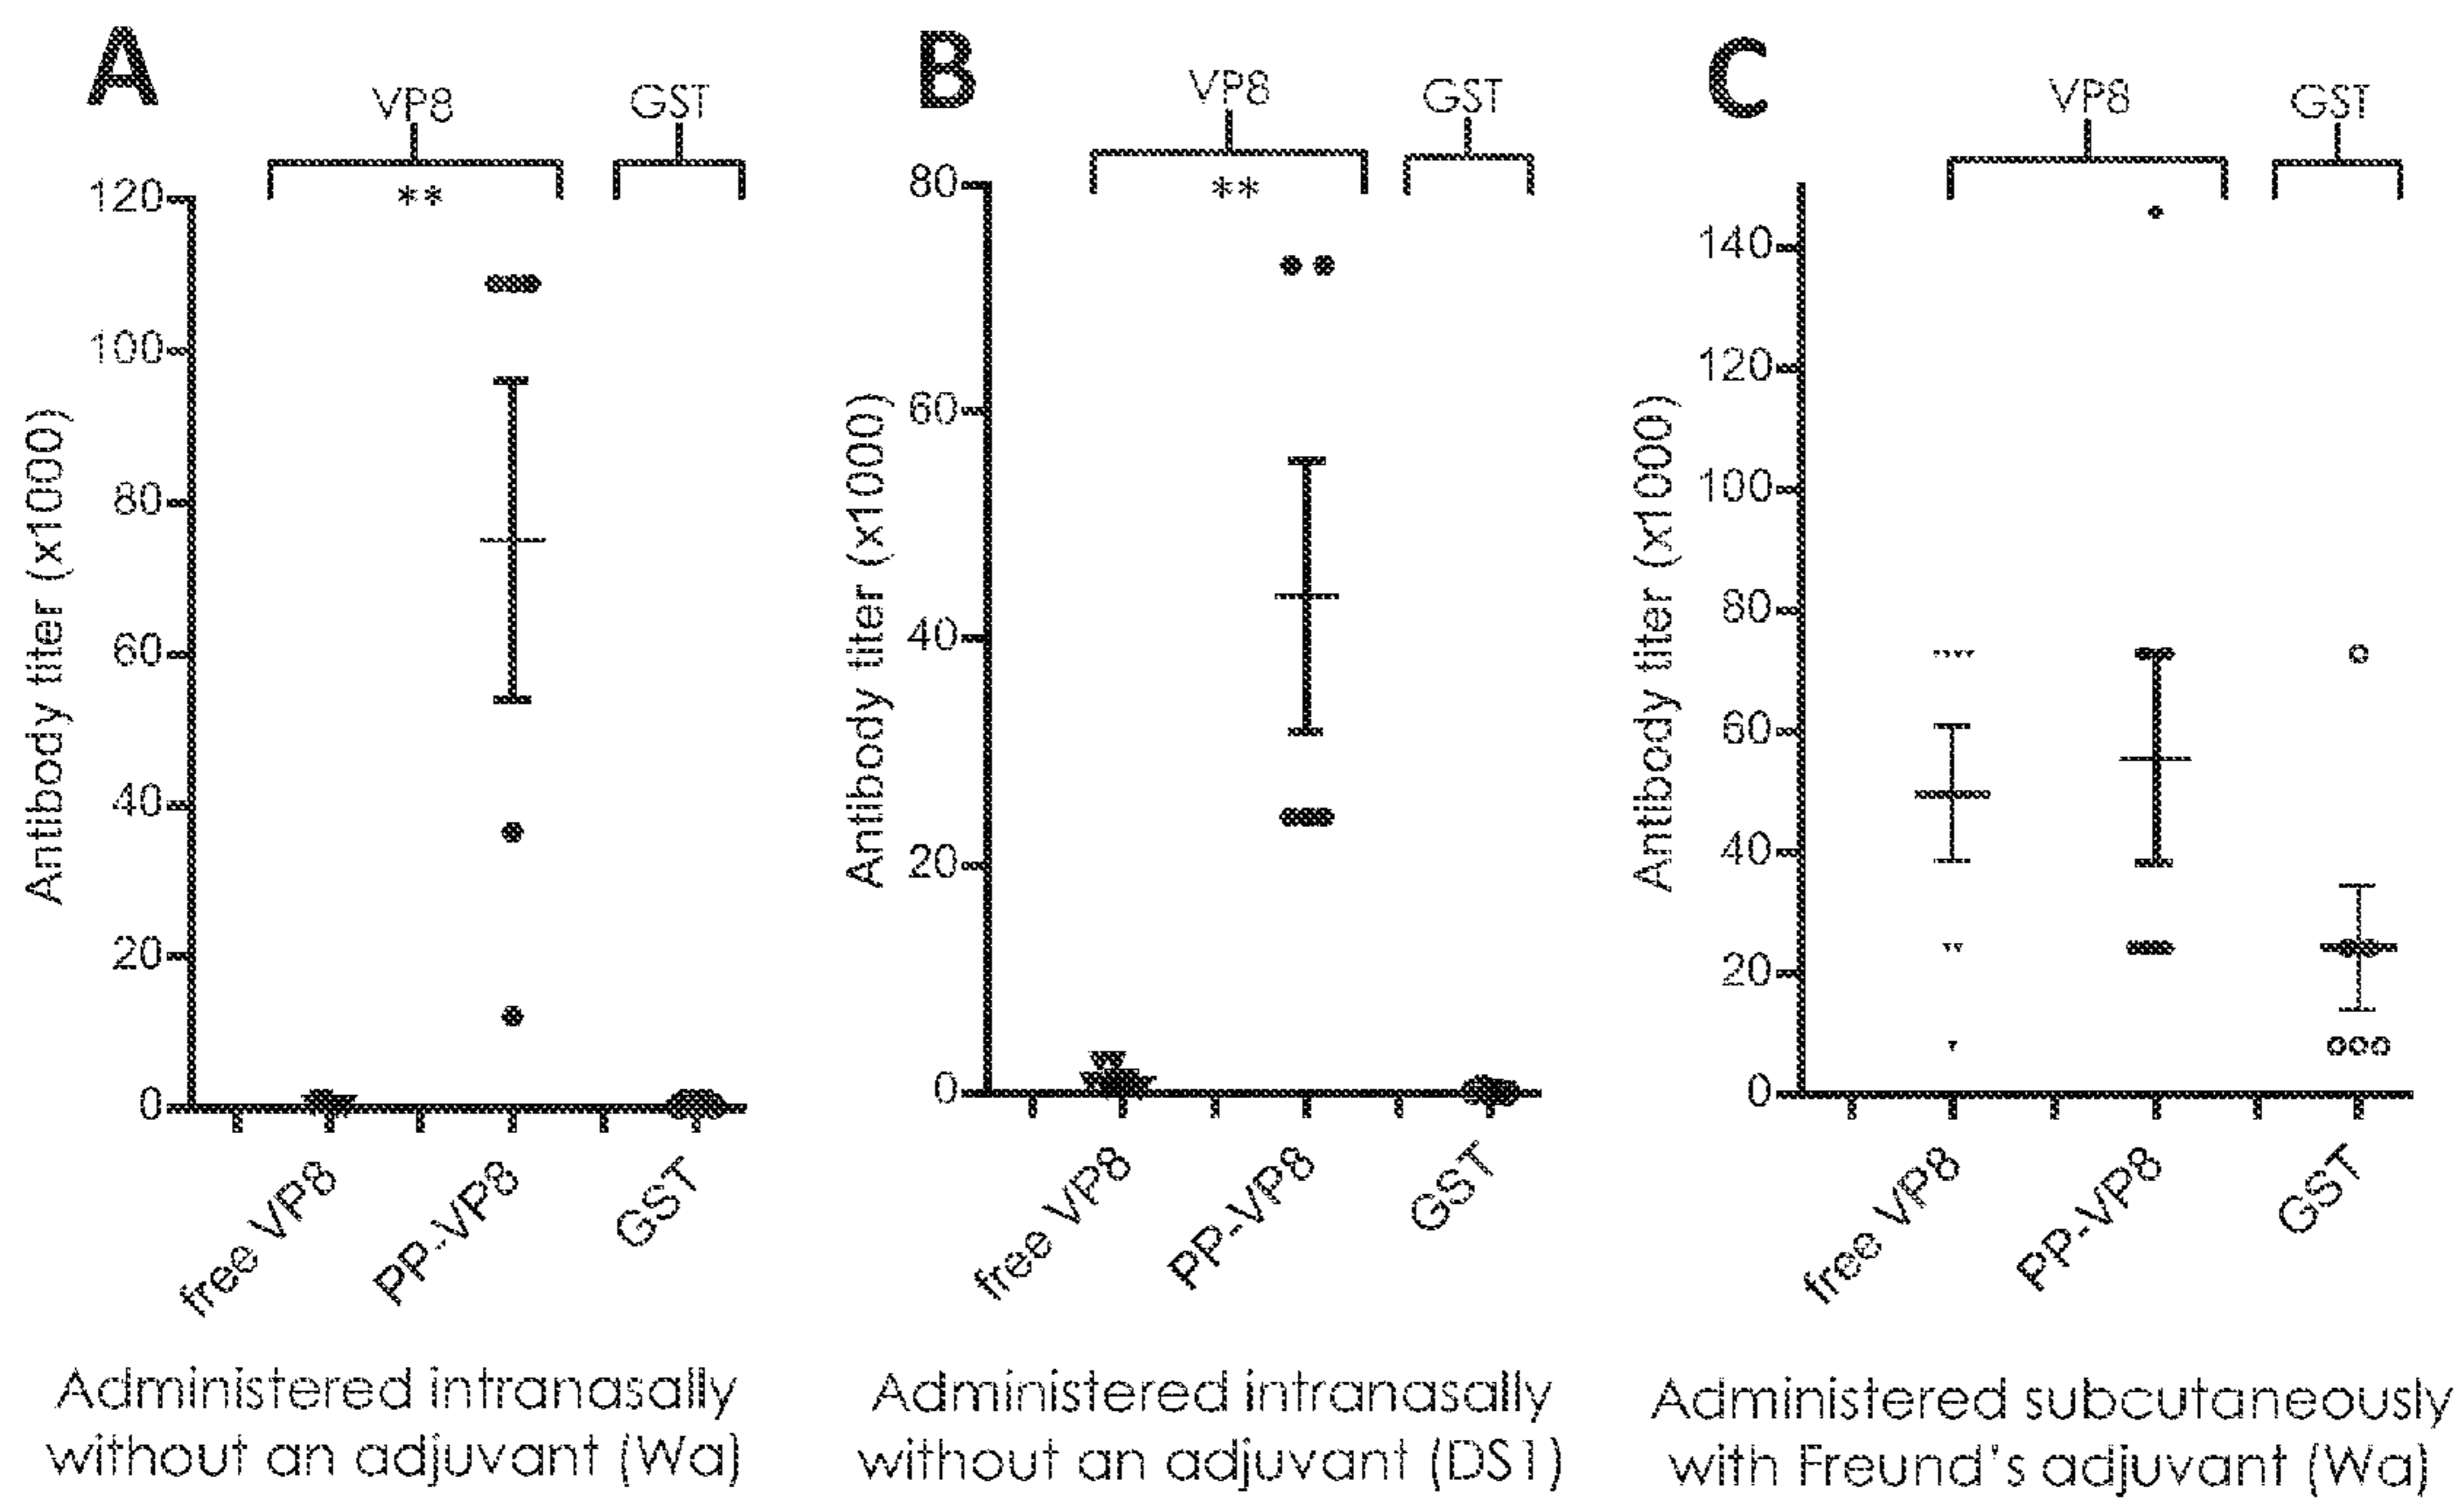 A
VP8
GST
**
120
100
80
60
40
20
0
Antibody titer (x1000)
free VP8
PP-VP8
GST
Administered intranasally
without an adjuvant (Wa)
B
VP8
GST
**
80
60
40
20
0
Antibody titer (x1000)
free VP8
PP-VP8
GST
Administered intranasally
without an adjuvant (DS1)
C
VP8
GST
140
120
100
80
60
40
20
0
Antibody titer (x1000)
free VP8
PP-VP8
GST
Administered subcutaneously
with Freund's adjuvant (Wa)